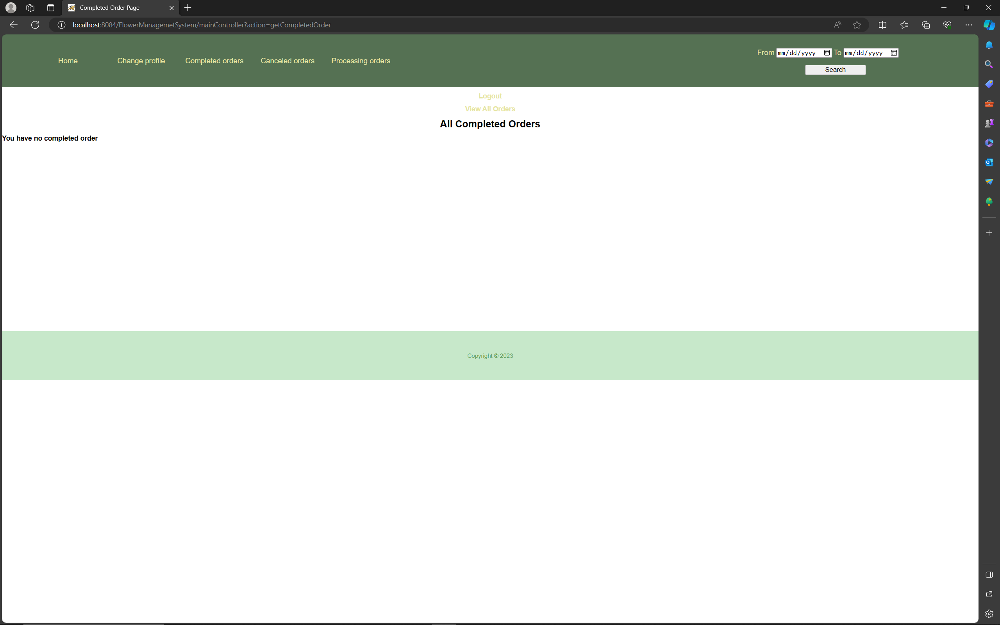 Completed Order Page
localhost:8084/FlowerManagemetSystem/mainController?action=getCompletedOrder
Home Change profile Completed orders Canceled orders Processing orders
From mm/dd/yyyy To mm/dd/yyyy
Search
Logout
View All Orders
All Completed Orders
You have no completed order
Copyright © 2023